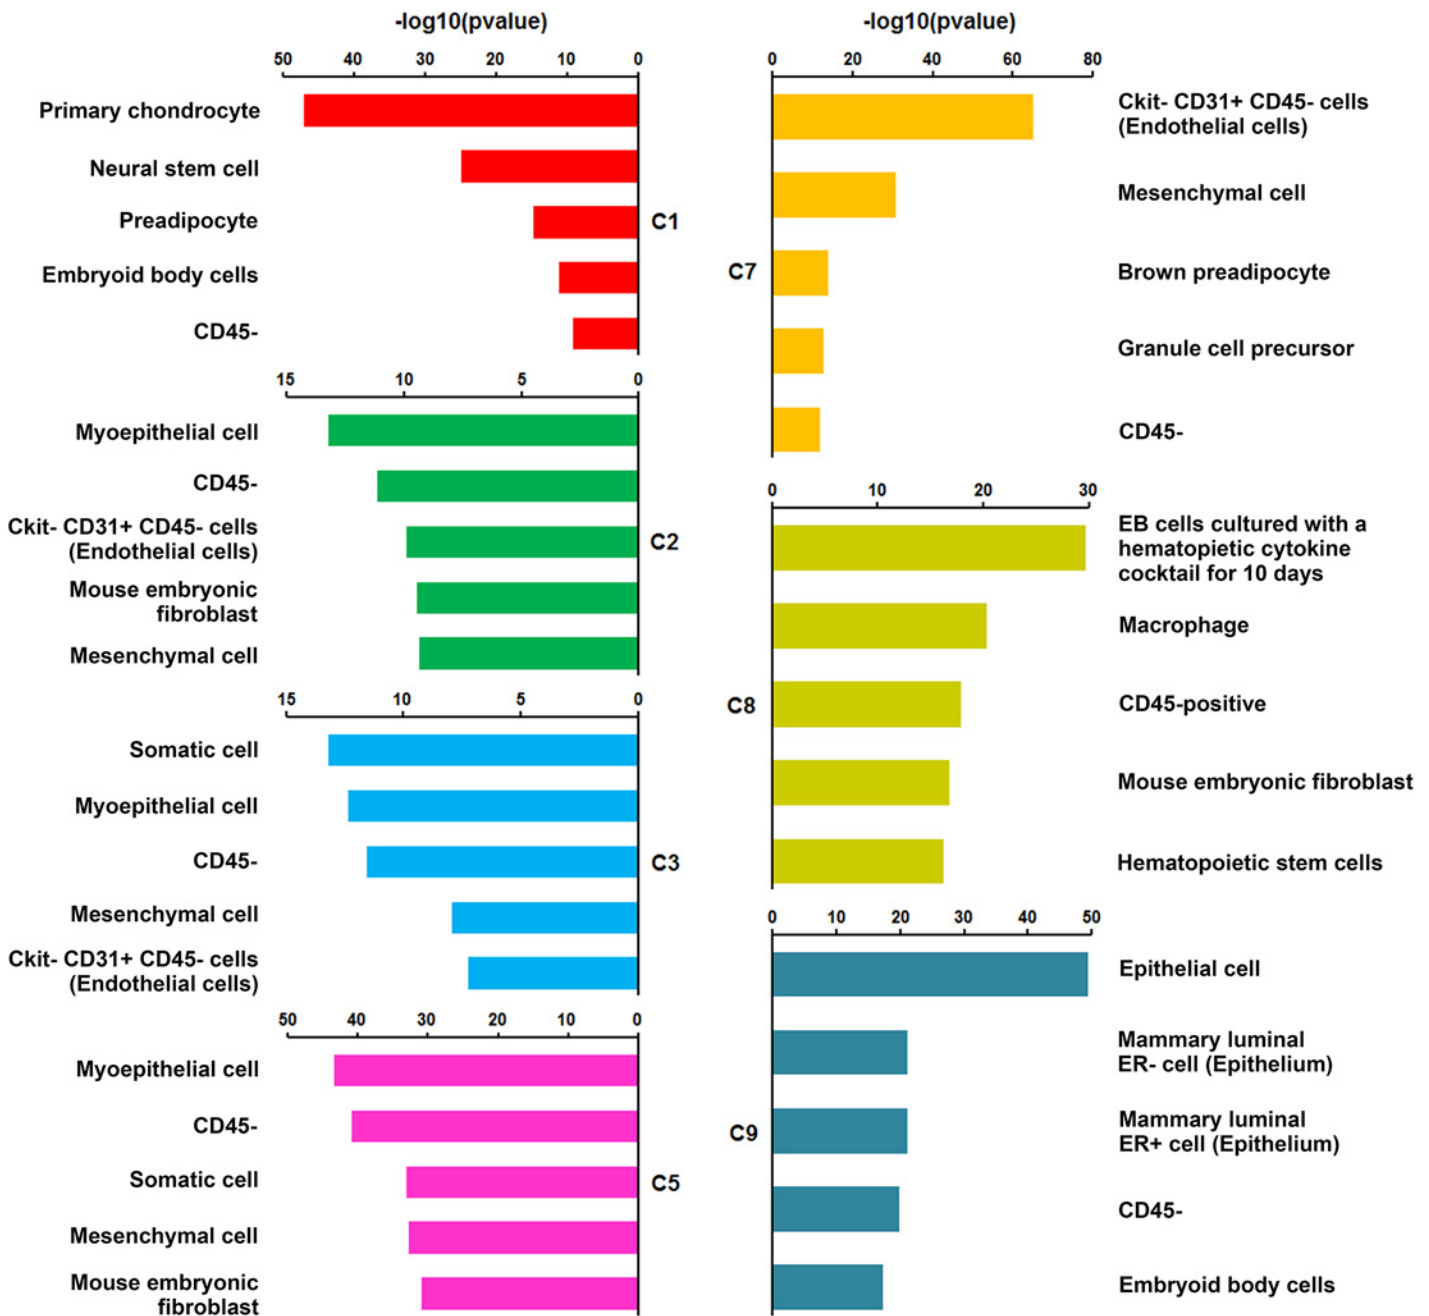 -log10(pvalue)
50 40 30 20 10 0
Primary chondrocyte
Neural stem cell
Preadipocyte
C1
Embryoid body cells
CD45-
15 10 5 0
Myoepithelial cell
CD45-
Ckit- CD31+ CD45- cells
(Endothelial cells)
C2
Mouse embryonic
fibroblast
Mesenchymal cell
15 10 5 0
Somatic cell
Myoepithelial cell
CD45-
C3
Mesenchymal cell
Ckit- CD31+ CD45- cells
(Endothelial cells)
50 40 30 20 10 0
Myoepithelial cell
CD45-
Somatic cell
C5
Mesenchymal cell
Mouse embryonic
fibroblast
-log10(pvalue)
0 20 40 60 80
Ckit- CD31+ CD45- cells
(Endothelial cells)
Mesenchymal cell
C7
Brown preadipocyte
Granule cell precursor
CD45-
0 10 20 30
EB cells cultured with a
hematopietic cytokine
cocktail for 10 days
Macrophage
C8
CD45-positive
Mouse embryonic fibroblast
Hematopoietic stem cells
0 10 20 30 40 50
Epithelial cell
Mammary luminal
ER- cell (Epithelium)
C9
Mammary luminal
ER+ cell (Epithelium)
CD45-
Embryoid body cells